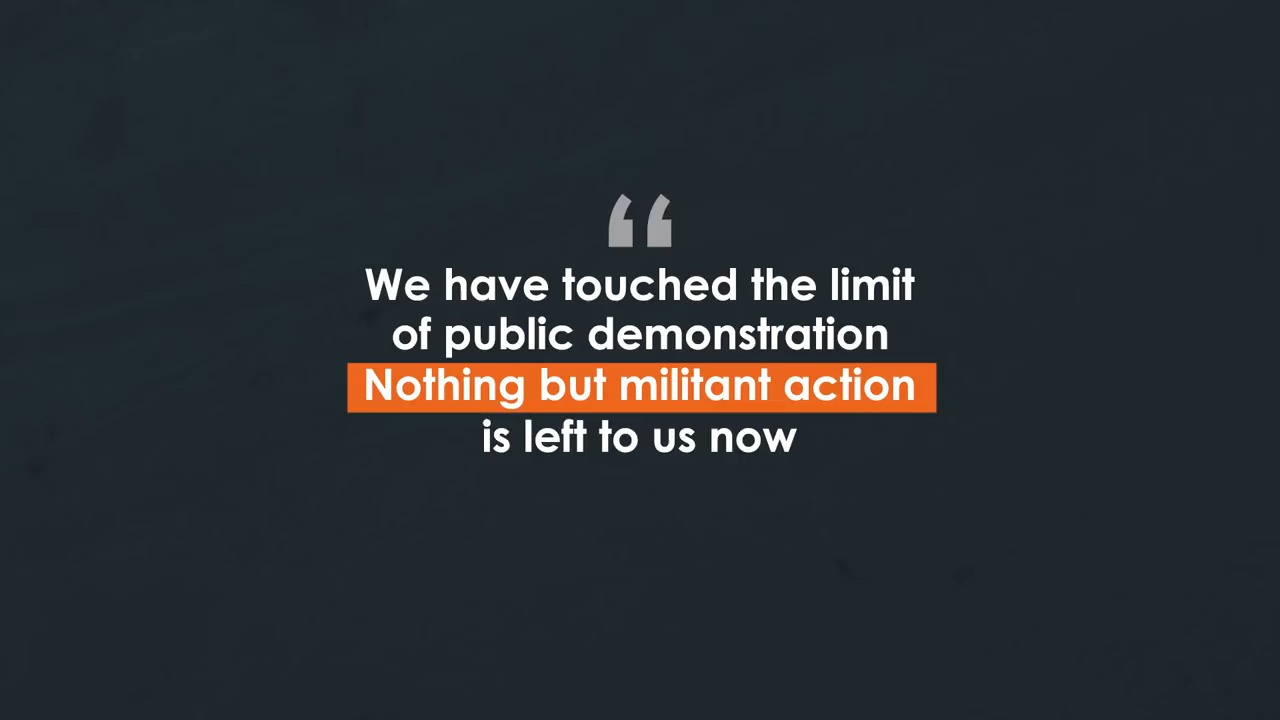 “
We have touched the limit
of public demonstration
Nothing but militant action
is left to us now